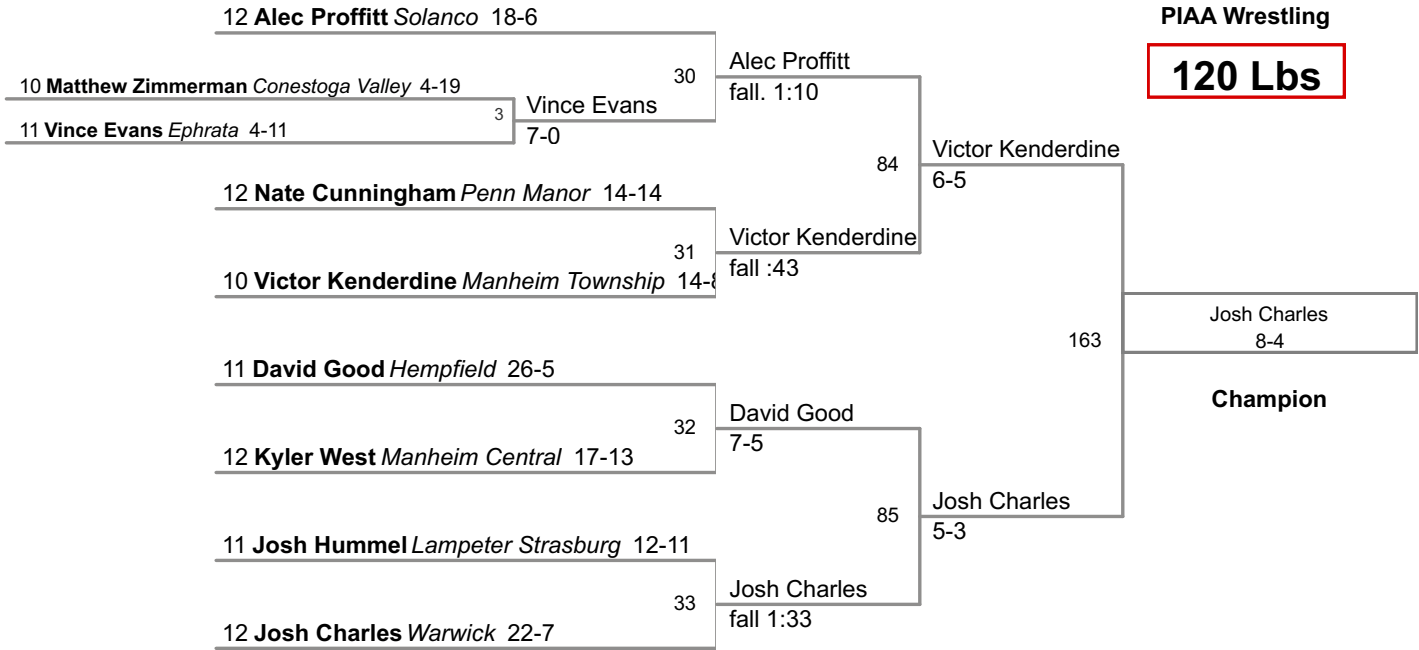 12 Alec Proffitt Solanco 18-6
PIAA Wrestling
120 Lbs
30
Alec Proffitt
fall. 1:10
10 Matthew Zimmerman Conestoga Valley 4-19
3
Vince Evans
7-0
11 Vince Evans Ephrata 4-11
84
Victor Kenderdine
6-5
12 Nate Cunningham Penn Manor 14-14
31
Victor Kenderdine
fall :43
10 Victor Kenderdine Manheim Township 14-8
163
Josh Charles
8-4
Champion
11 David Good Hempfield 26-5
32
David Good
7-5
12 Kyler West Manheim Central 17-13
85
Josh Charles
5-3
11 Josh Hummel Lampeter Strasburg 12-11
33
Josh Charles
fall 1:33
12 Josh Charles Warwick 22-7